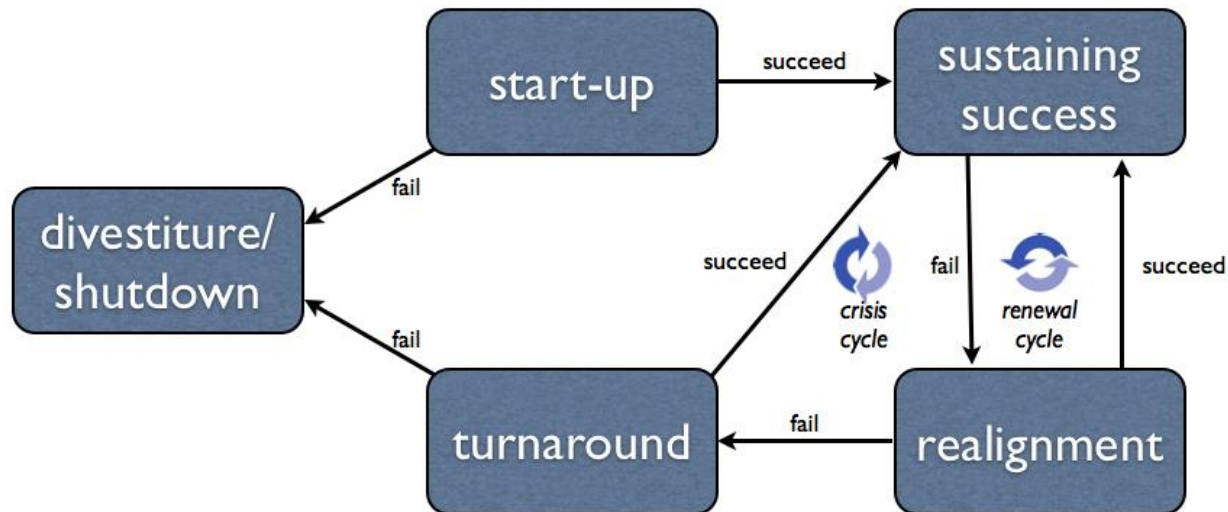 start-up
succeed
sustaining
success
fail
divestiture/
shutdown
succeed
crisis
cycle
fail
renewal
cycle
succeed
fail
turnaround
fail
realignment